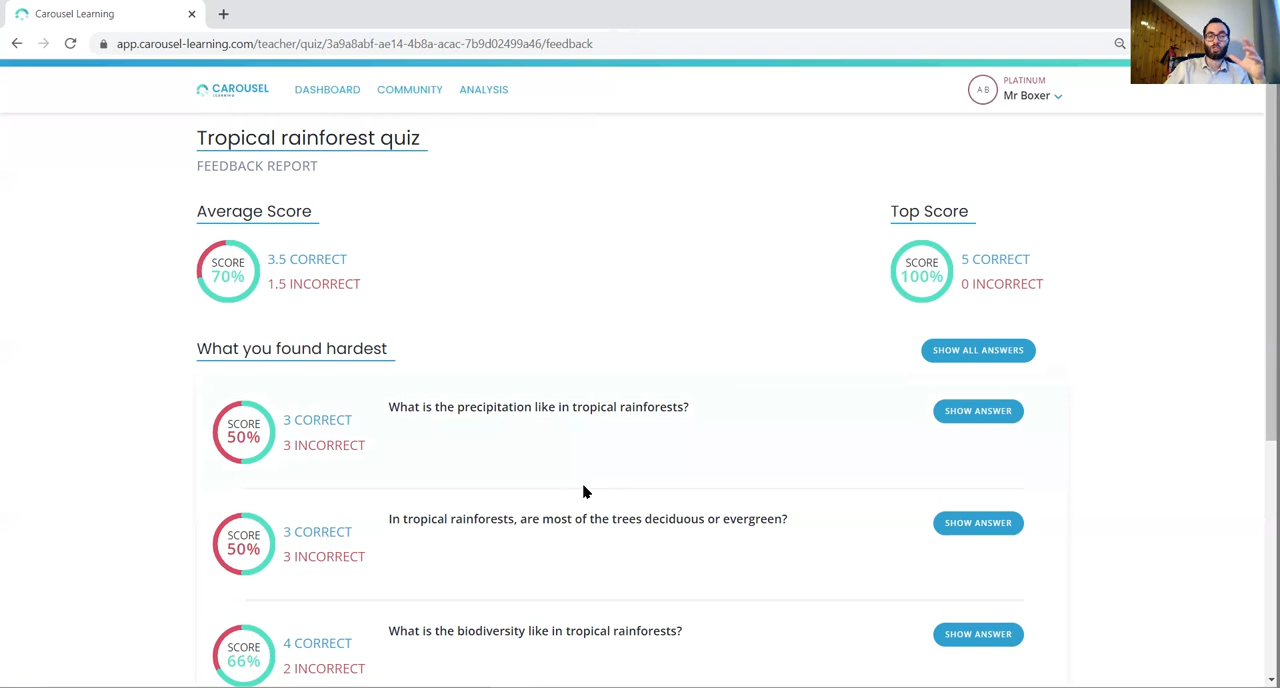 Carousel Learning
app.carousel-learning.com/teacher/quiz/3a9a8abf-ae14-4b8a-acac-7b9d02499a46/feedback
CAROUSEL
LEARNING
DASHBOARD
COMMUNITY
ANALYSIS
A B
PLATINUM
Mr Boxer
Tropical rainforest quiz
FEEDBACK REPORT
Average Score
SCORE
70%
3.5 CORRECT
1.5 INCORRECT
Top Score
SCORE
100%
5 CORRECT
0 INCORRECT
What you found hardest
SHOW ALL ANSWERS
SCORE
50%
3 CORRECT
3 INCORRECT
What is the precipitation like in tropical rainforests?
SHOW ANSWER
SCORE
50%
3 CORRECT
3 INCORRECT
In tropical rainforests, are most of the trees deciduous or evergreen?
SHOW ANSWER
SCORE
66%
4 CORRECT
2 INCORRECT
What is the biodiversity like in tropical rainforests?
SHOW ANSWER